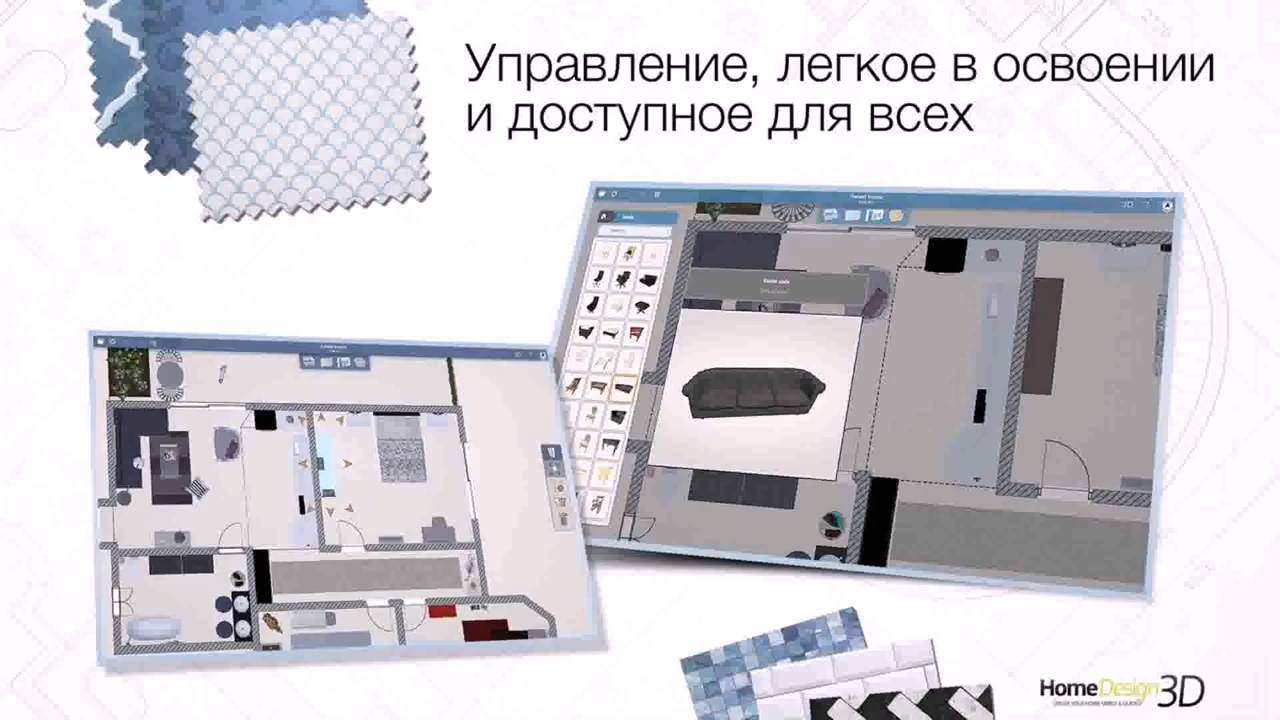 Управление, легкое в освоении
и доступное для всех
HomeDesign3D